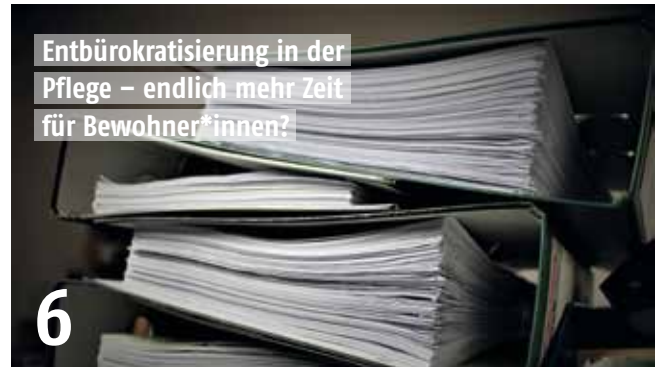 Entbürokratisierung in der
Pflege – endlich mehr Zeit
für Bewohner*innen?
6